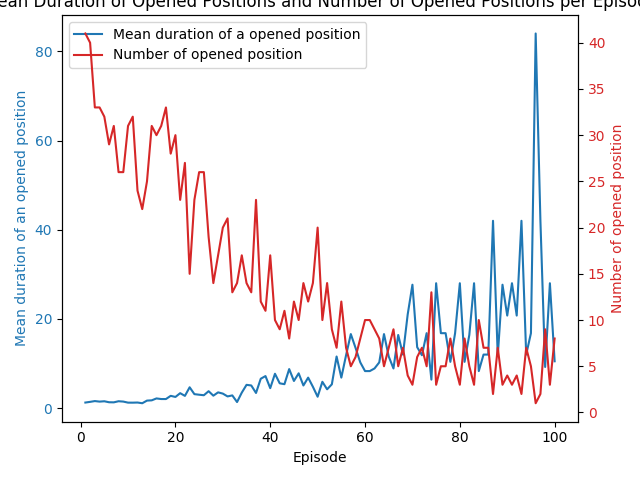 ean Duration of Opened Positions and Number of Opened Positions per Episo
Mean duration of a opened position
Number of opened position
Mean duration of an opened position
80
60
40
20
0
Number of opened position
40
35
30
25
20
15
10
5
0
0 20 40 60 80 100
Episode